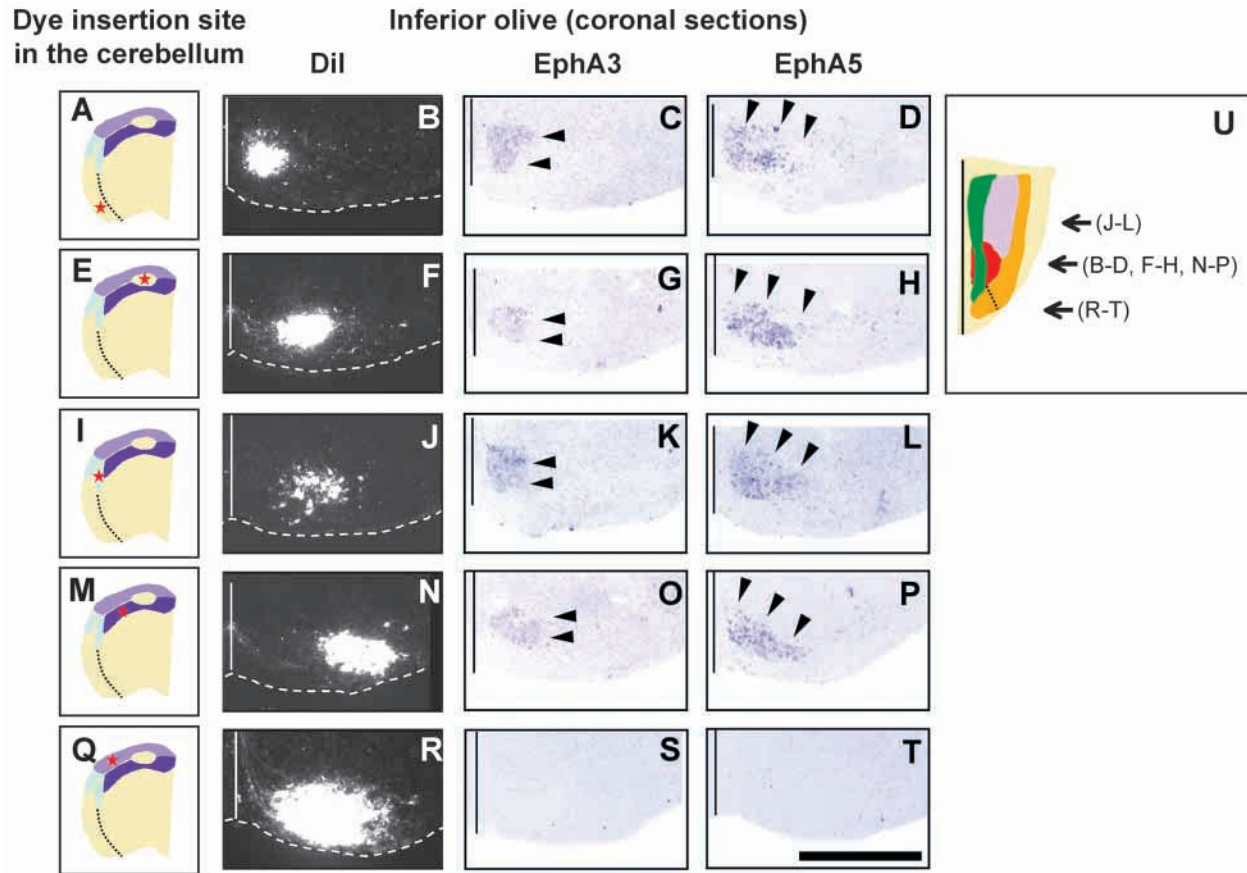 Dye insertion site
in the cerebellum
Inferior olive (coronal sections)
DiI
EphA3
EphA5
A
B
C
D
U
(J-L)
(B-D, F-H, N-P)
(R-T)
E
F
G
H
I
J
K
L
M
N
O
P
Q
R
S
T